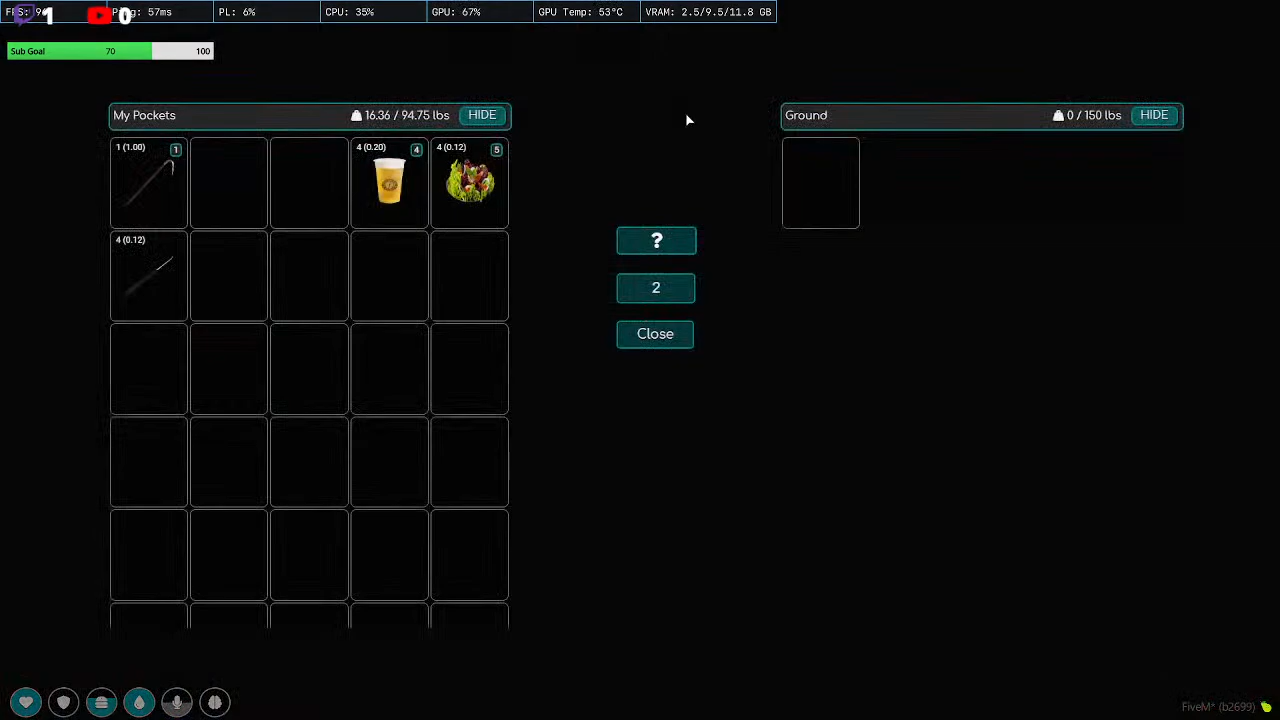 FPS: 90 Ping: 57ms PL: 6% CPU: 35% GPU: 67% GPU Temp: 53°C VRAM: 2.5/9.5/11.8 GB
1 0
Sub Goal 70 100
My Pockets 16.36 / 94.75 lbs HIDE
Ground 0 / 150 lbs HIDE
1 (1.00) 1
4 (0.20) 4
4 (0.12) 5
4 (0.12)
?
2
Close
FiveM* (b2699)